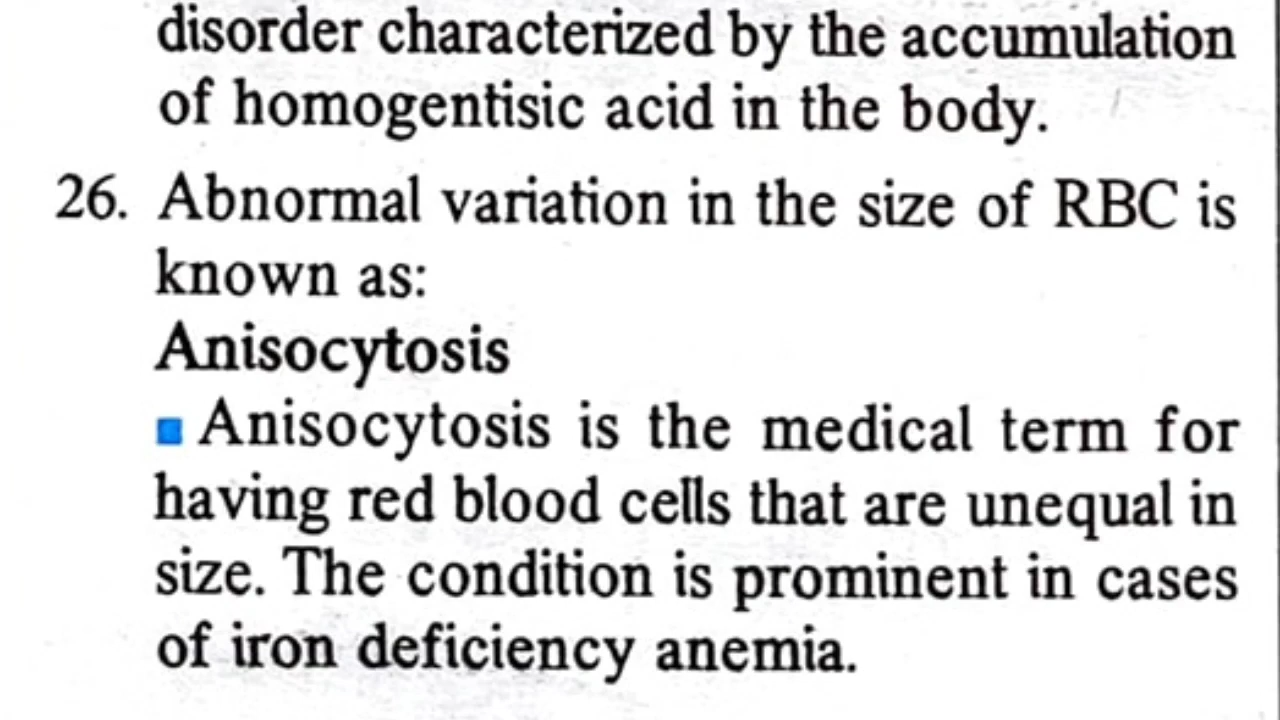 disorder characterized by the accumulation
of homogentisic acid in the body.
26. Abnormal variation in the size of RBC is
known as:
Anisocytosis
■ Anisocytosis is the medical term for
having red blood cells that are unequal in
size. The condition is prominent in cases
of iron deficiency anemia.